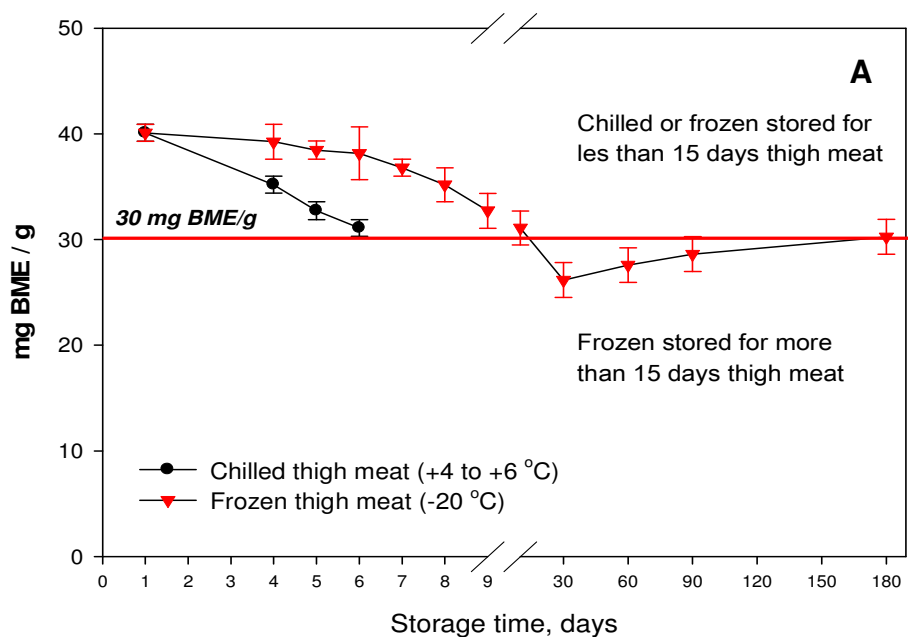 50
A
Chilled or frozen stored for
less than 15 days thigh meat
40
30 mg BME/g
30
mg BME / g
Frozen stored for more
than 15 days thigh meat
20
10
Chilled thigh meat (+4 to +6 °C)
Frozen thigh meat (-20 °C)
0
0 1 2 3 4 5 6 7 8 9 30 60 90 120 150 180
Storage time, days